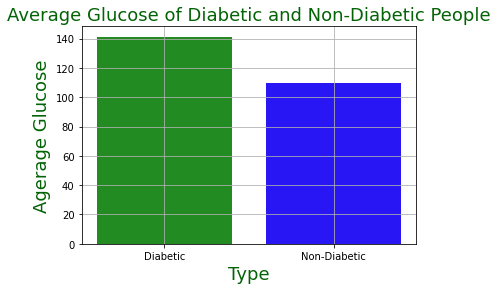 Average Glucose of Diabetic and Non-Diabetic People
Agerage Glucose
140
120
100
80
60
40
20
0
Diabetic Non-Diabetic
Type